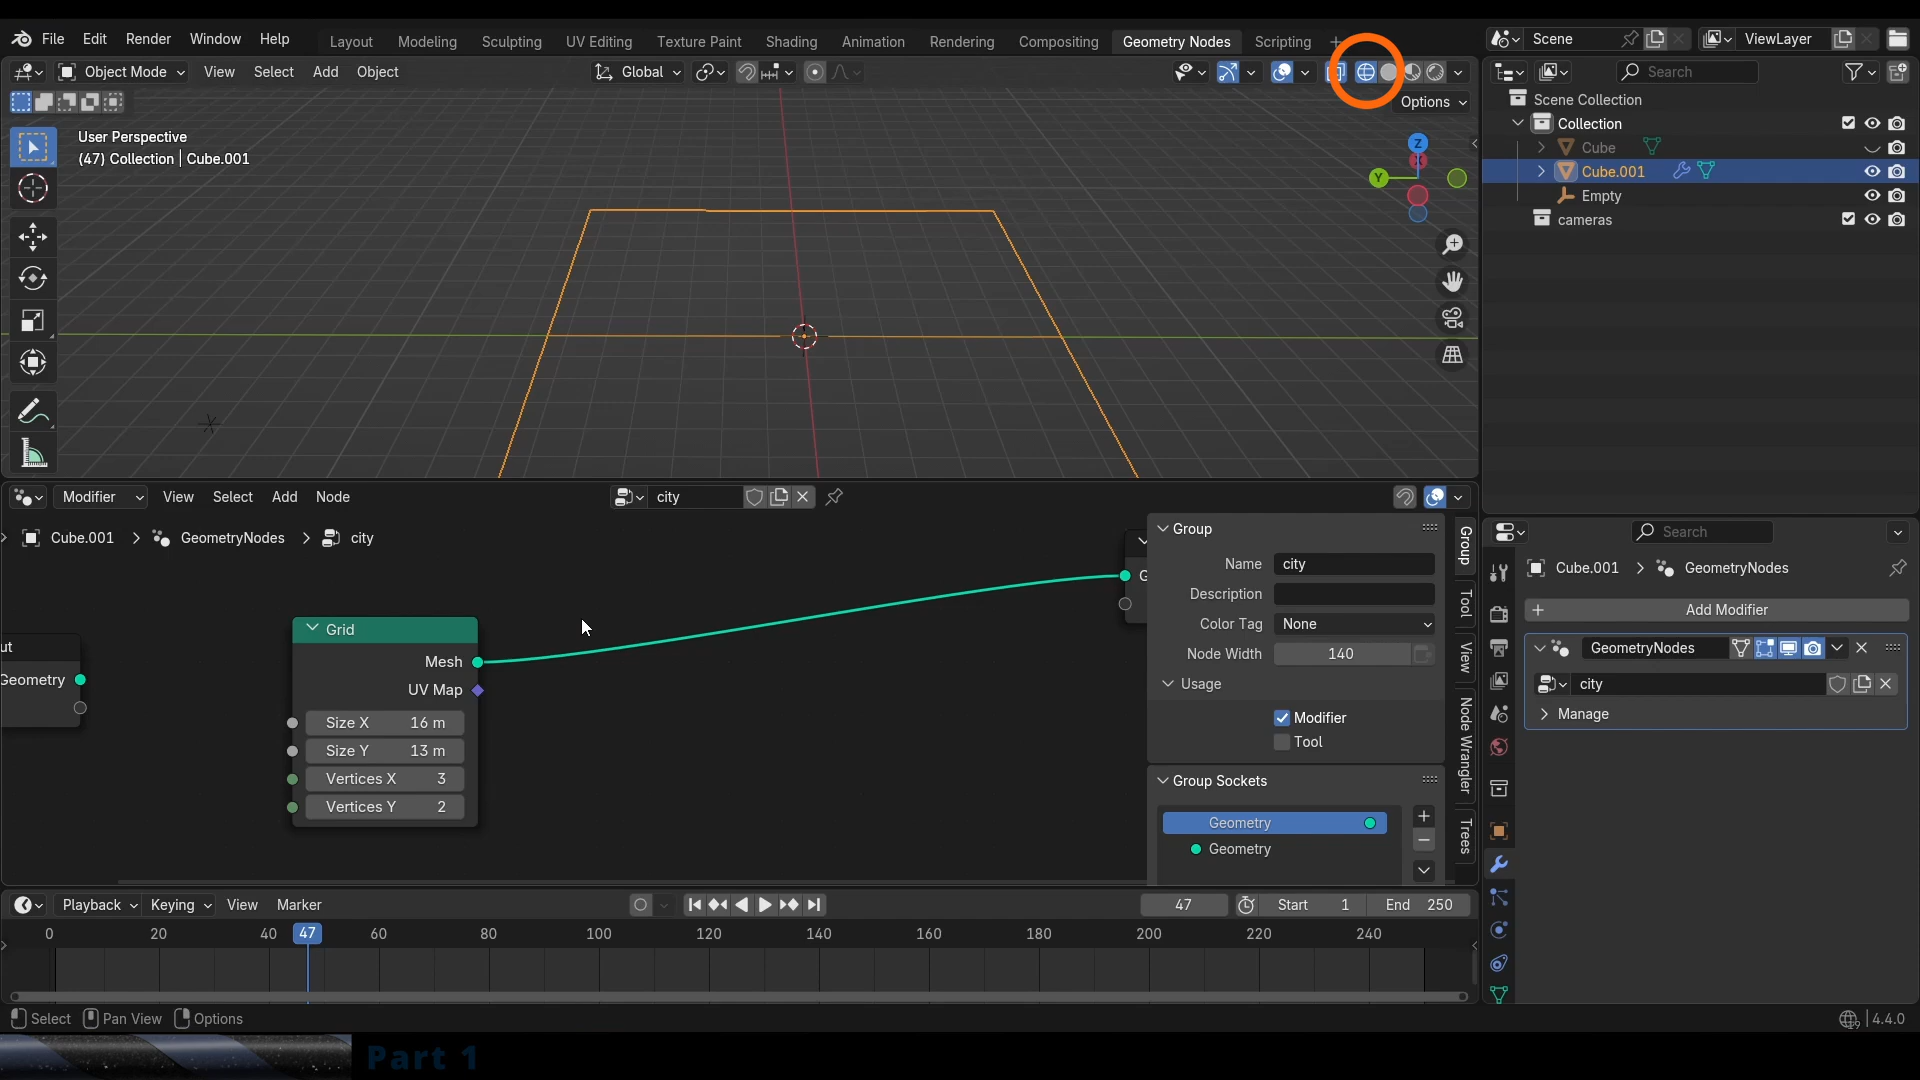 File Edit Render Window Help Layout Modeling Sculpting UV Editing Texture Paint Shading Animation Rendering Compositing Geometry Nodes Scripting + Scene ViewLayer
Object Mode View Select Add Object Global Search
Options
User Perspective
(47) Collection | Cube.001
Z
X
Y
Scene Collection
Collection
Cube
Cube.001
Empty
cameras
Modifier View Select Add Node city
Cube.001 > GeometryNodes > city
ut
Geometry
Grid
Mesh
UV Map
Size X 16 m
Size Y 13 m
Vertices X 3
Vertices Y 2
G
Group
Name city
Description
Color Tag None
Node Width 140
Usage
Modifier
Tool
Group Sockets
Geometry
Geometry
Group
Tool
View
Node Wrangler
Trees
Search
Cube.001 > GeometryNodes
+ Add Modifier
GeometryNodes
city
Manage
Playback Keying View Marker 47 Start 1 End 250
0 20 40 47 60 80 100 120 140 160 180 200 220 240
Select Pan View Options 4.4.0
Part 1